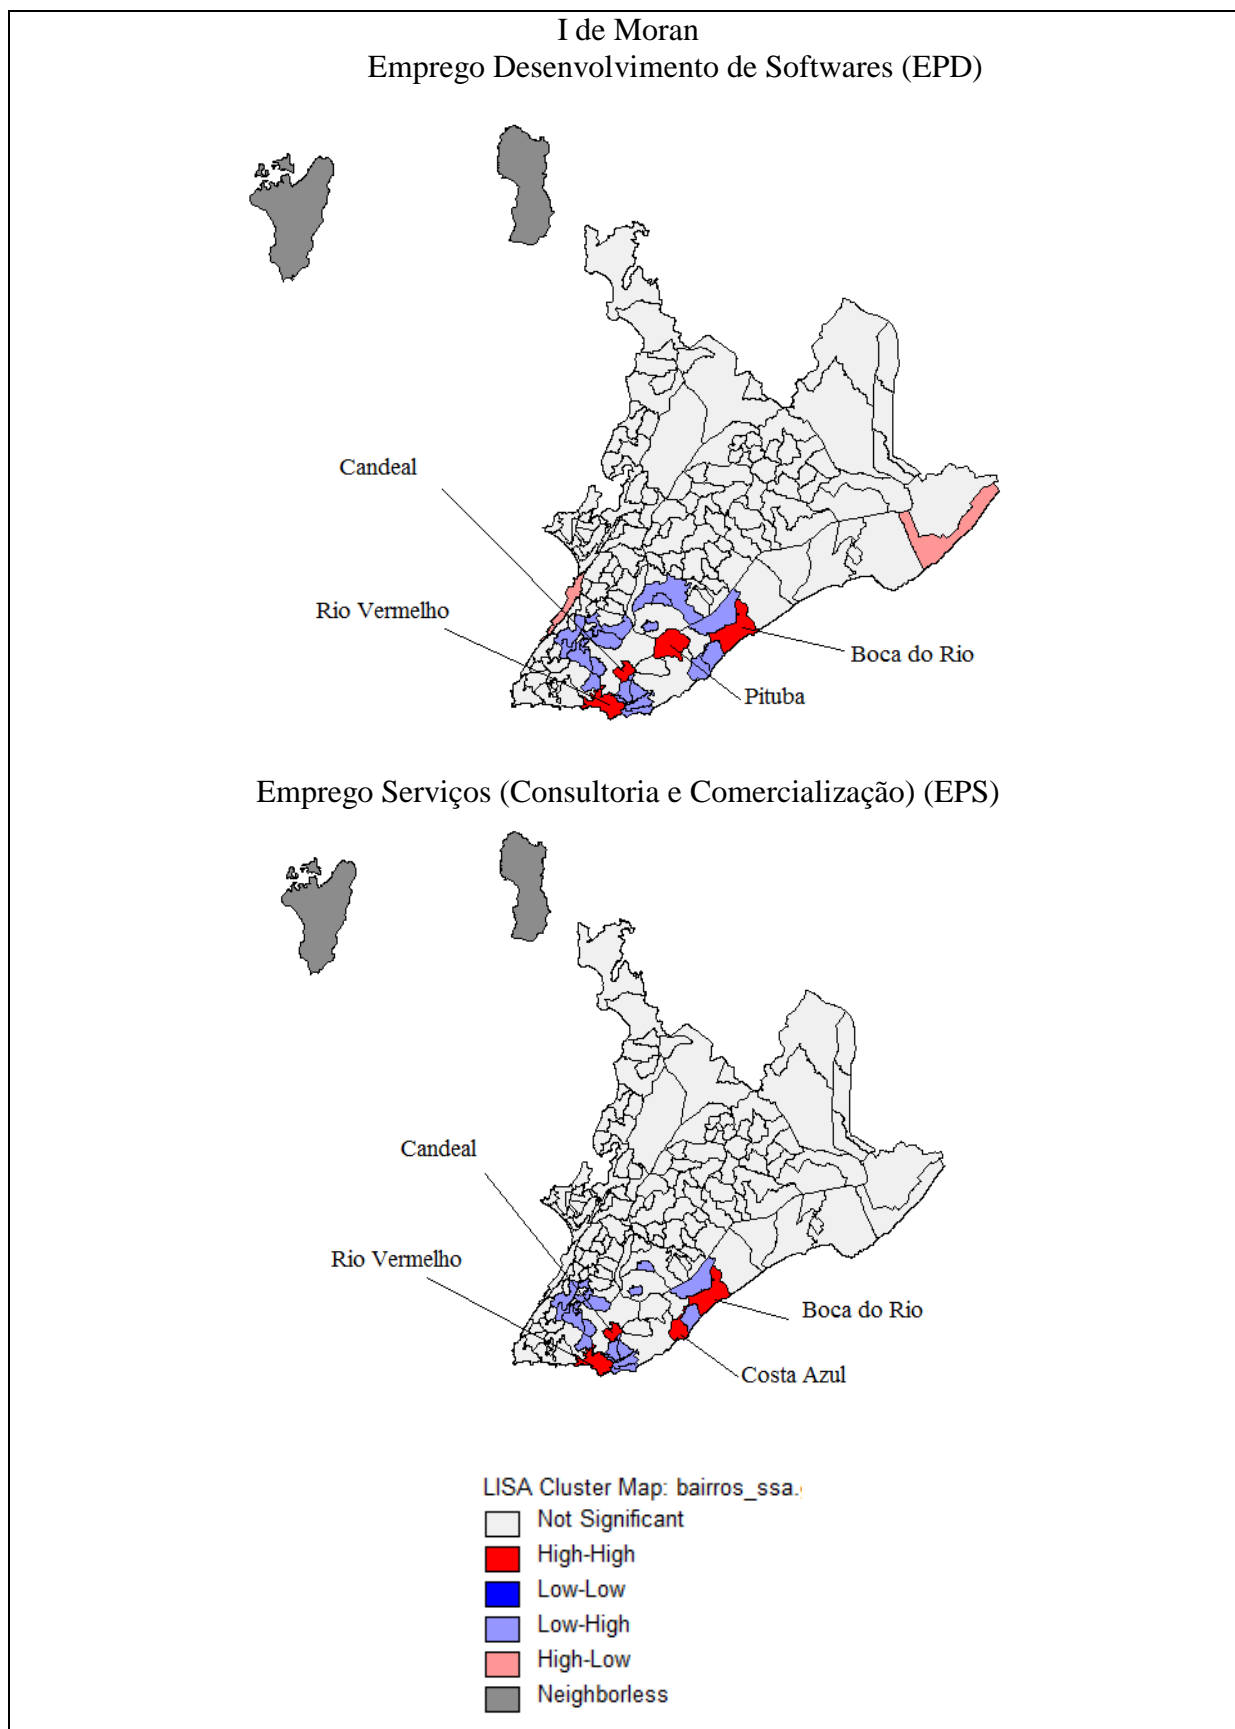 I de Moran
Emprego Desenvolvimento de Softwares (EPD)
Candeal
Rio Vermelho
Boca do Rio
Pituba
Emprego Serviços (Consultoria e Comercialização) (EPS)
Candeal
Rio Vermelho
Boca do Rio
Costa Azul
LISA Cluster Map: bairros_ssa.
Not Significant
High-High
Low-Low
Low-High
High-Low
Neighborless